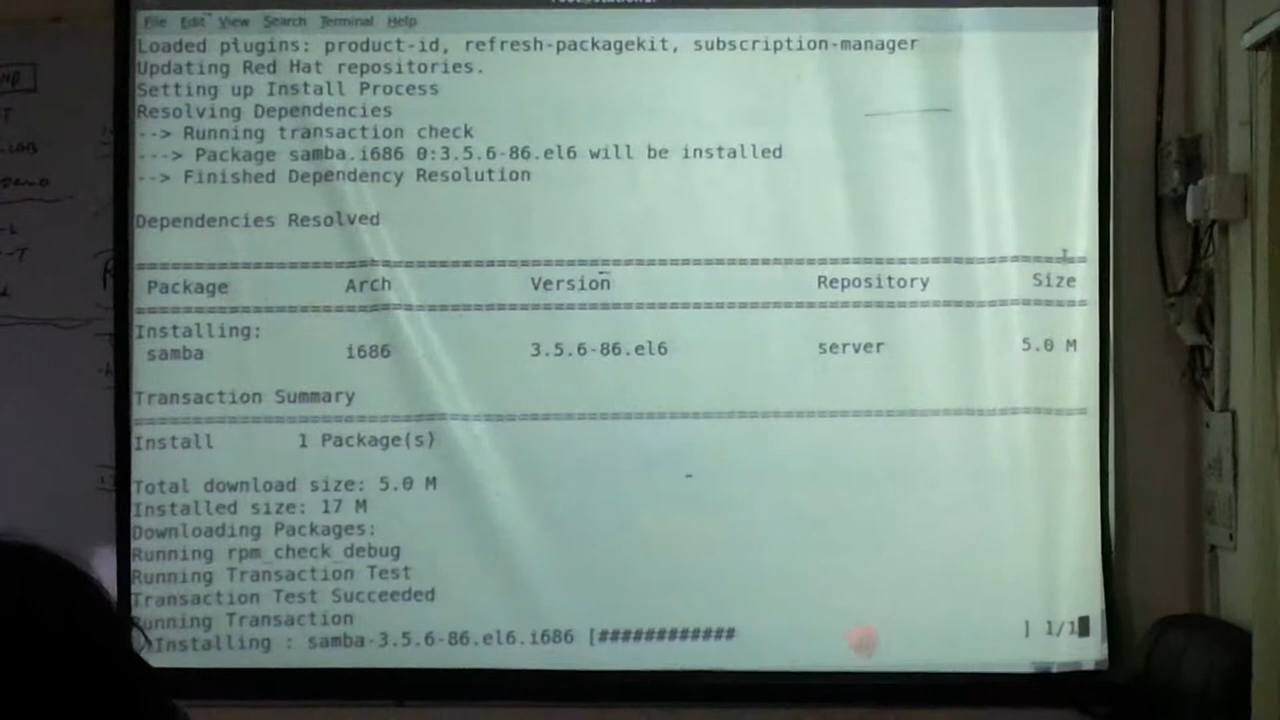 File Edit View Search Terminal Help
Loaded plugins: product-id, refresh-packagekit, subscription-manager
Updating Red Hat repositories.
Setting up Install Process
Resolving Dependencies
--> Running transaction check
---> Package samba.i686 0:3.5.6-86.el6 will be installed
--> Finished Dependency Resolution
Dependencies Resolved
Package Arch Version Repository Size
Installing:
samba i686 3.5.6-86.el6 server 5.0 M
Transaction Summary
Install 1 Package(s)
Total download size: 5.0 M
Installed size: 17 M
Downloading Packages:
Running rpm_check_debug
Running Transaction Test
Transaction Test Succeeded
Running Transaction
Installing : samba-3.5.6-86.el6.i686 [############ ] 1/1